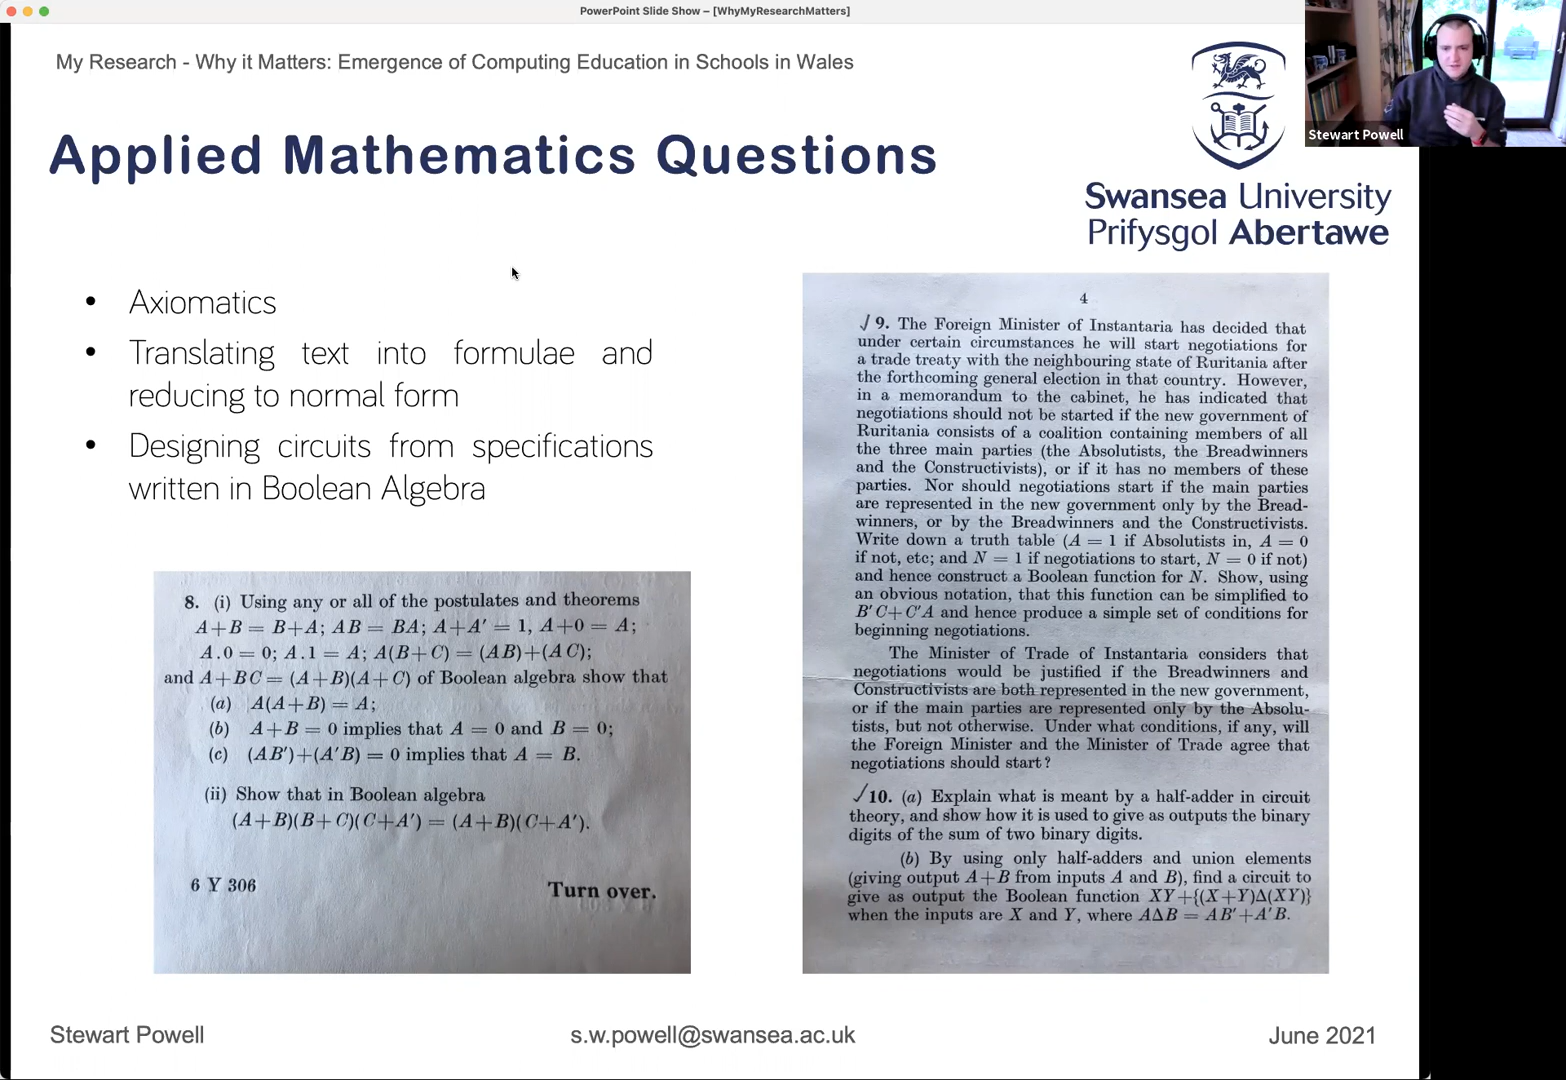 PowerPoint Slide Show – [WhyMyResearchMatters]
My Research - Why it Matters: Emergence of Computing Education in Schools in Wales
Stewart Powell
Applied Mathematics Questions
Swansea University
Prifysgol Abertawe
• Axiomatics
• Translating text into formulae and
reducing to normal form
• Designing circuits from specifications
written in Boolean Algebra
8. (i) Using any or all of the postulates and theorems
A+B = B+A; AB = BA; A+A′ = 1, A+0 = A;
A.0 = 0; A.1 = A; A(B+C) = (AB)+(AC);
and A+BC = (A+B)(A+C) of Boolean algebra show that
(a) A(A+B) = A;
(b) A+B = 0 implies that A = 0 and B = 0;
(c) (AB′)+(A′B) = 0 implies that A = B.
(ii) Show that in Boolean algebra
(A+B)(B+C)(C+A′) = (A+B)(C+A′).
6 Y 306
Turn over.
4
✓9. The Foreign Minister of Instantaria has decided that
under certain circumstances he will start negotiations for
a trade treaty with the neighbouring state of Ruritania after
the forthcoming general election in that country. However,
in a memorandum to the cabinet, he has indicated that
negotiations should not be started if the new government of
Ruritania consists of a coalition containing members of all
the three main parties (the Absolutists, the Breadwinners
and the Constructivists), or if it has no members of these
parties. Nor should negotiations start if the main parties
are represented in the new government only by the Bread-
winners, or by the Breadwinners and the Constructivists.
Write down a truth table (A = 1 if Absolutists in, A = 0
if not, etc; and N = 1 if negotiations to start, N = 0 if not)
and hence construct a Boolean function for N. Show, using
an obvious notation, that this function can be simplified to
B′C+C′A and hence produce a simple set of conditions for
beginning negotiations.
The Minister of Trade of Instantaria considers that
negotiations would be justified if the Breadwinners and
Constructivists are both represented in the new government,
or if the main parties are represented only by the Absolu-
tists, but not otherwise. Under what conditions, if any, will
the Foreign Minister and the Minister of Trade agree that
negotiations should start?
✓10. (a) Explain what is meant by a half-adder in circuit
theory, and show how it is used to give as outputs the binary
digits of the sum of two binary digits.
(b) By using only half-adders and union elements
(giving output A+B from inputs A and B), find a circuit to
give as output the Boolean function XY+{(X+Y)Δ(XY)}
when the inputs are X and Y, where AΔB = AB′+A′B.
Stewart Powell
s.w.powell@swansea.ac.uk
June 2021